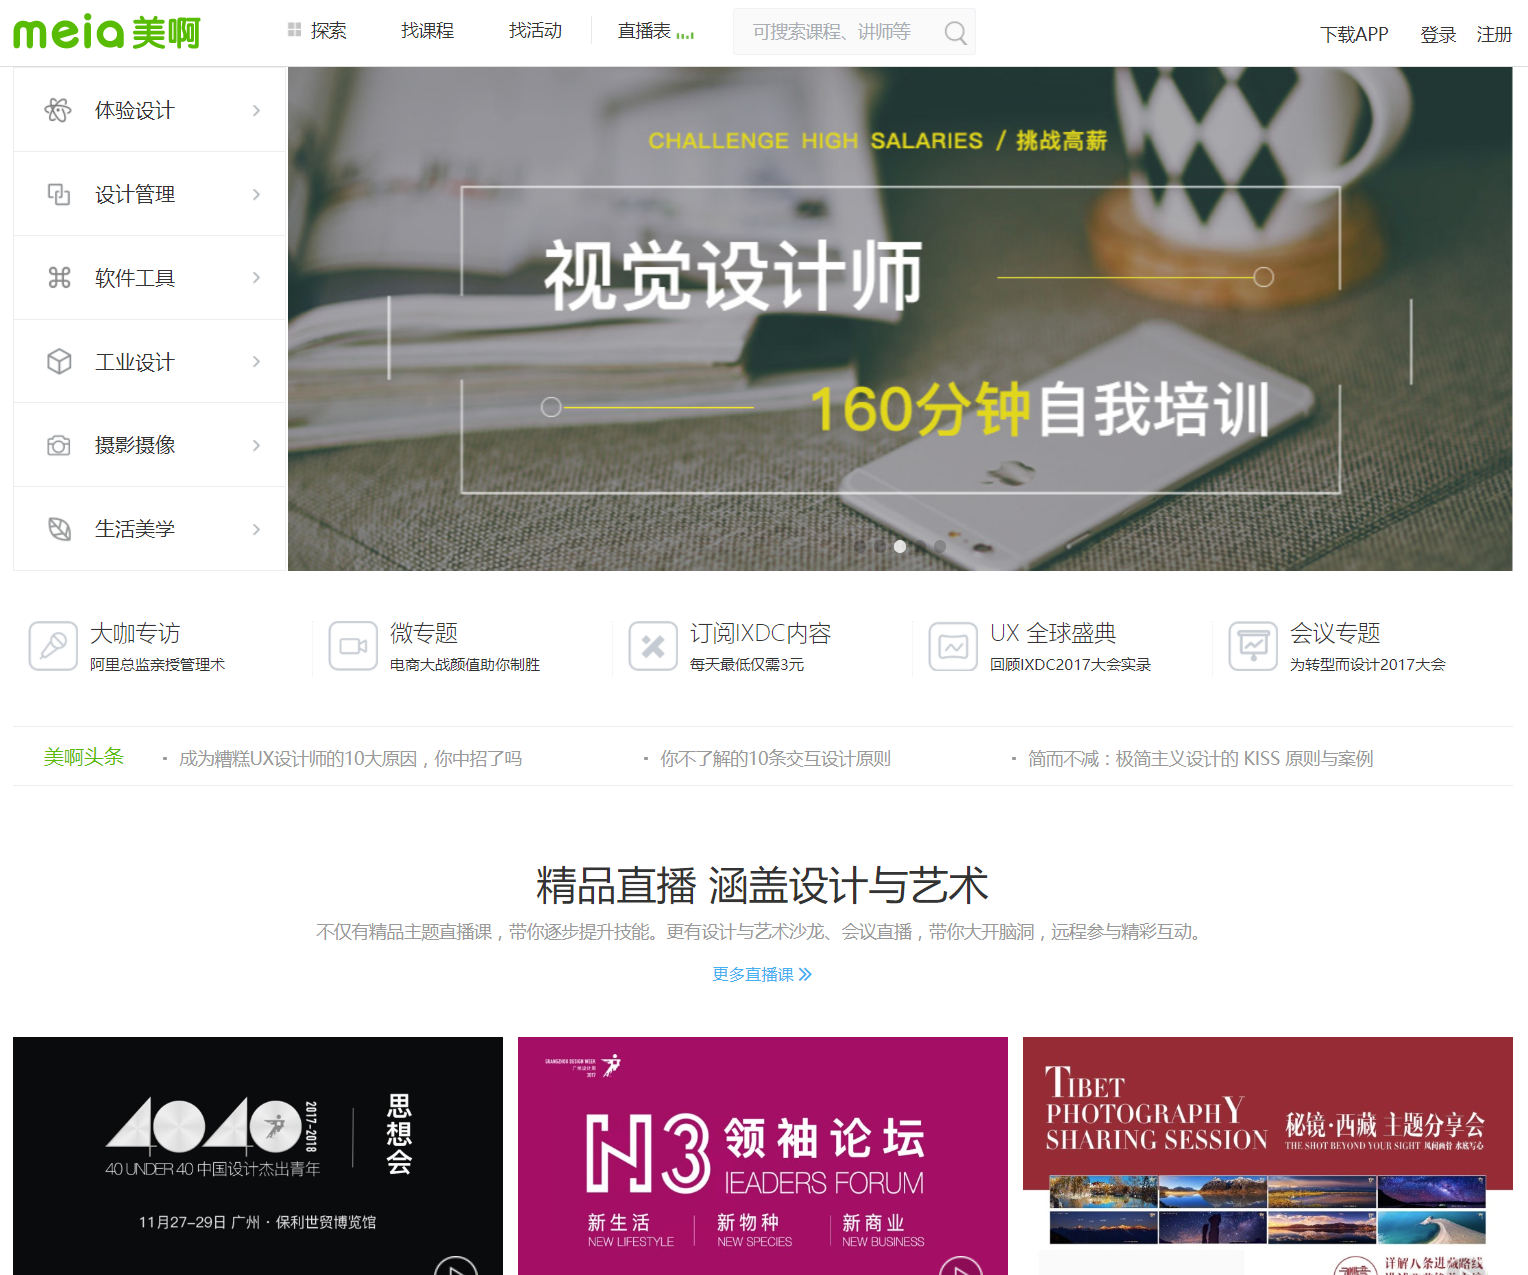 meia 美啊
探索
找课程
找活动
直播表
可搜索课程、讲师等
下载APP
登录
注册
体验设计
设计管理
软件工具
工业设计
摄影摄像
生活美学
CHALLENGE HIGH SALARIES / 挑战高薪
视觉设计师
160分钟自我培训
大咖专访
阿里总监亲授管理术
微专题
电商大战颜值助你制胜
订阅IXDC内容
每天最低仅需3元
UX 全球盛典
回顾IXDC2017大会实录
会议专题
为转型而设计2017大会
美啊头条
· 成为糟糕UX设计师的10大原因，你中招了吗
· 你不了解的10条交互设计原则
· 简而不减：极简主义设计的 KISS 原则与案例
精品直播 涵盖设计与艺术
不仅有精品主题直播课，带你逐步提升技能。更有设计与艺术沙龙、会议直播，带你大开脑洞，远程参与精彩互动。
更多直播课
4040
2017-2018
40 UNDER 40 中国设计杰出青年
思想会
11月27-29日 广州·保利世贸博览馆
GUANGZHOU DESIGN WEEK
广州设计周
2017
N3 领袖论坛
lEADERS FORUM
新生活
NEW LIFESTYLE
新物种
NEW SPECIES
新商业
NEW BUSINESS
TIBET
PHOTOGRAPHY
SHARING SESSION
秘镜·西藏 主题分享会
THE SHOT BEYOND YOUR SIGHT
详解八条进藏路线